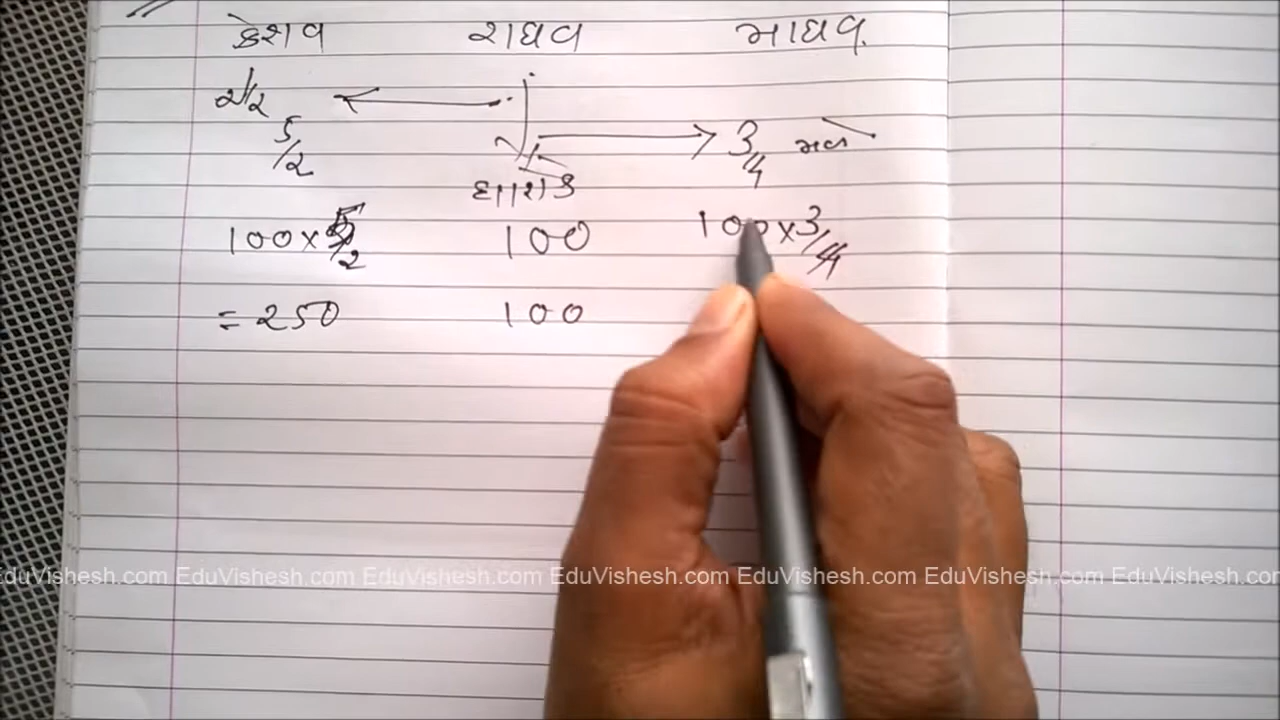 કેશવ રાઘવ માધવ
2½
5/2 3/4
ધારોકે
100×5/2 100 100×3/4
= 250 100
EduVishesh.com EduVishesh.com EduVishesh.com EduVishesh.com EduVishesh.com EduVishesh.com EduVishesh.com